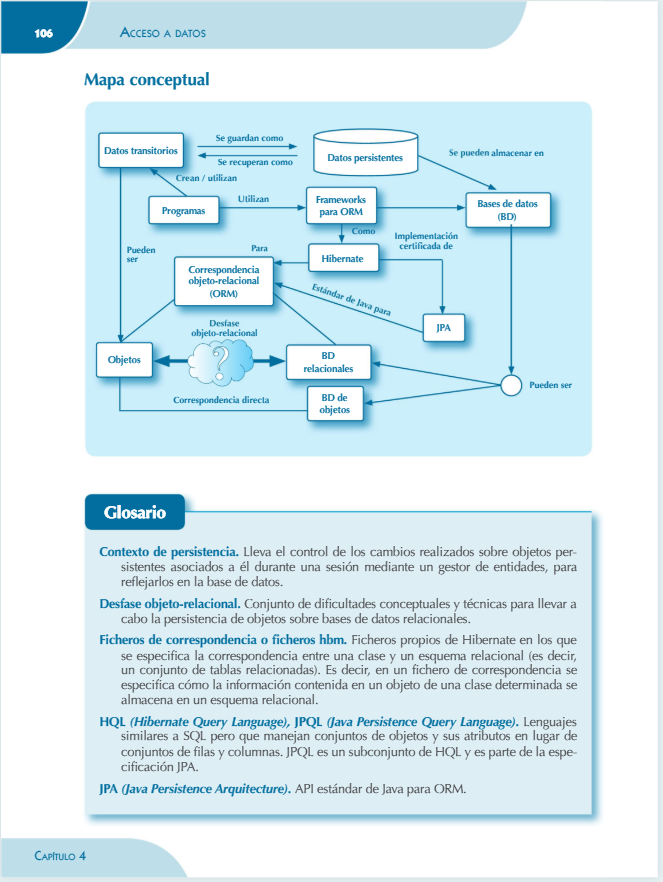 106
ACCESO A DATOS
Mapa conceptual
Se guardan como
Datos transitorios
Datos persistentes
Se pueden almacenar en
Se recuperan como
Crean / utilizan
Programas
Utilizan
Frameworks
para ORM
Bases de datos
(BD)
Como
Implementación
certificada de
Pueden
ser
Para
Hibernate
Correspondencia
objeto-relacional
(ORM)
Estándar de Java para
JPA
Desfase
objeto-relacional
Objetos
?
BD
relacionales
Pueden ser
Correspondencia directa
BD de
objetos
Glosario
Contexto de persistencia. Lleva el control de los cambios realizados sobre objetos per-
sistentes asociados a él durante una sesión mediante un gestor de entidades, para
reflejarlos en la base de datos.
Desfase objeto-relacional. Conjunto de dificultades conceptuales y técnicas para llevar a
cabo la persistencia de objetos sobre bases de datos relacionales.
Ficheros de correspondencia o ficheros hbm. Ficheros propios de Hibernate en los que
se especifica la correspondencia entre una clase y un esquema relacional (es decir,
un conjunto de tablas relacionadas). Es decir, en un fichero de correspondencia se
especifica cómo la información contenida en un objeto de una clase determinada se
almacena en un esquema relacional.
HQL (Hibernate Query Language), JPQL (Java Persistence Query Language). Lenguajes
similares a SQL pero que manejan conjuntos de objetos y sus atributos en lugar de
conjuntos de filas y columnas. JPQL es un subconjunto de HQL y es parte de la espe-
cificación JPA.
JPA (Java Persistence Arquitecture). API estándar de Java para ORM.
CAPÍTULO 4